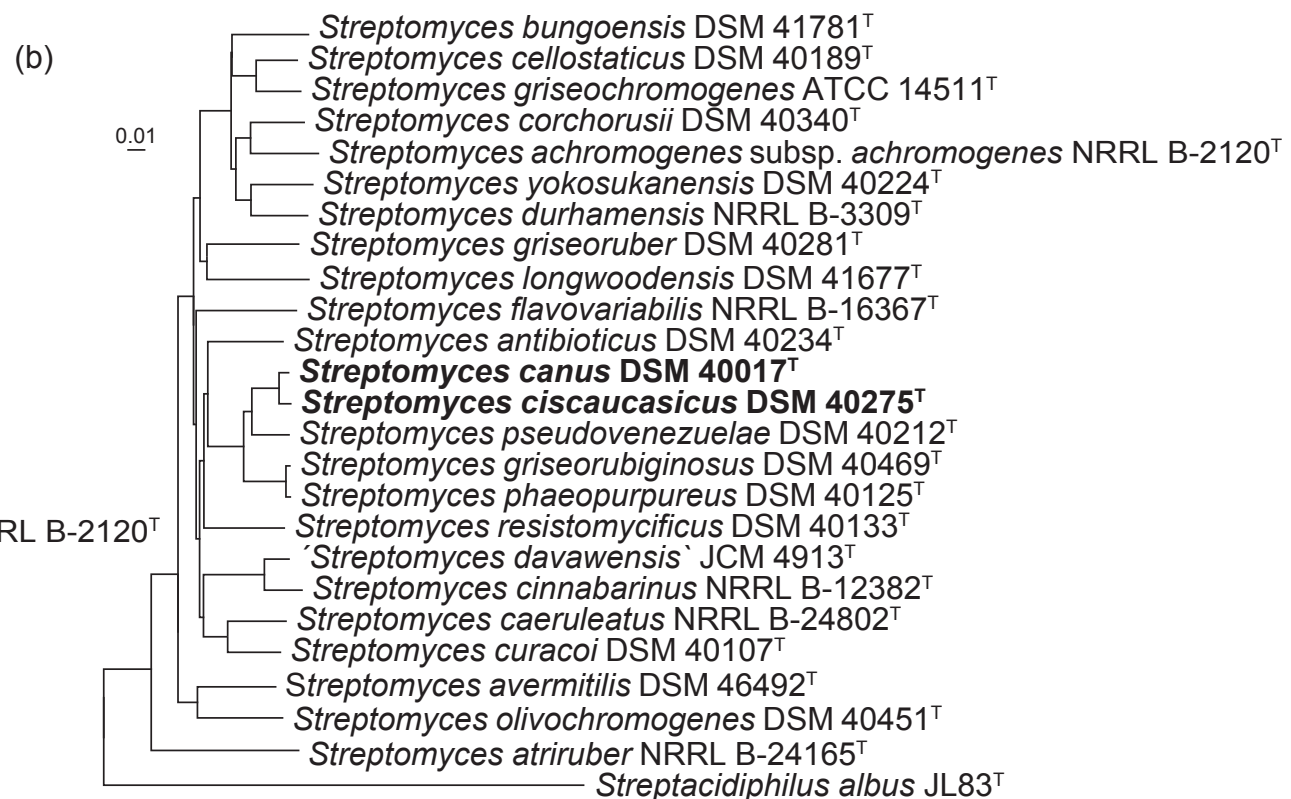 (b)
0.01
Streptomyces bungoensis DSM 41781ᵀ
Streptomyces cellostaticus DSM 40189ᵀ
Streptomyces griseochromogenes ATCC 14511ᵀ
Streptomyces corchorusii DSM 40340ᵀ
Streptomyces achromogenes subsp. achromogenes NRRL B-2120ᵀ
Streptomyces yokosukanensis DSM 40224ᵀ
Streptomyces durhamensis NRRL B-3309ᵀ
Streptomyces griseoruber DSM 40281ᵀ
Streptomyces longwoodensis DSM 41677ᵀ
Streptomyces flavovariabilis NRRL B-16367ᵀ
Streptomyces antibioticus DSM 40234ᵀ
Streptomyces canus DSM 40017ᵀ
Streptomyces ciscaucasicus DSM 40275ᵀ
Streptomyces pseudovenezuelae DSM 40212ᵀ
Streptomyces griseorubiginosus DSM 40469ᵀ
Streptomyces phaeopurpureus DSM 40125ᵀ
Streptomyces resistomycificus DSM 40133ᵀ
RL B-2120ᵀ
´Streptomyces davawensis` JCM 4913ᵀ
Streptomyces cinnabarinus NRRL B-12382ᵀ
Streptomyces caeruleatus NRRL B-24802ᵀ
Streptomyces curacoi DSM 40107ᵀ
Streptomyces avermitilis DSM 46492ᵀ
Streptomyces olivochromogenes DSM 40451ᵀ
Streptomyces atriruber NRRL B-24165ᵀ
Streptacidiphilus albus JL83ᵀ